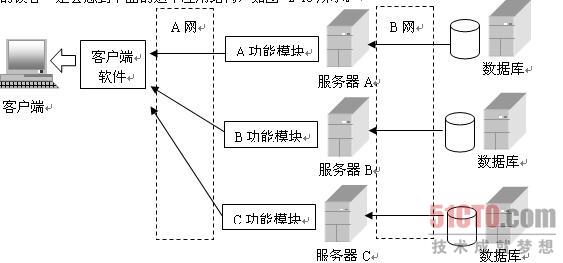 A 网
B 网
客户端
软件
客户端
A 功能模块
服务器 A
数据库
B 功能模块
服务器 B
数据库
C 功能模块
服务器 C
数据库
51CTO.com
技术成就梦想